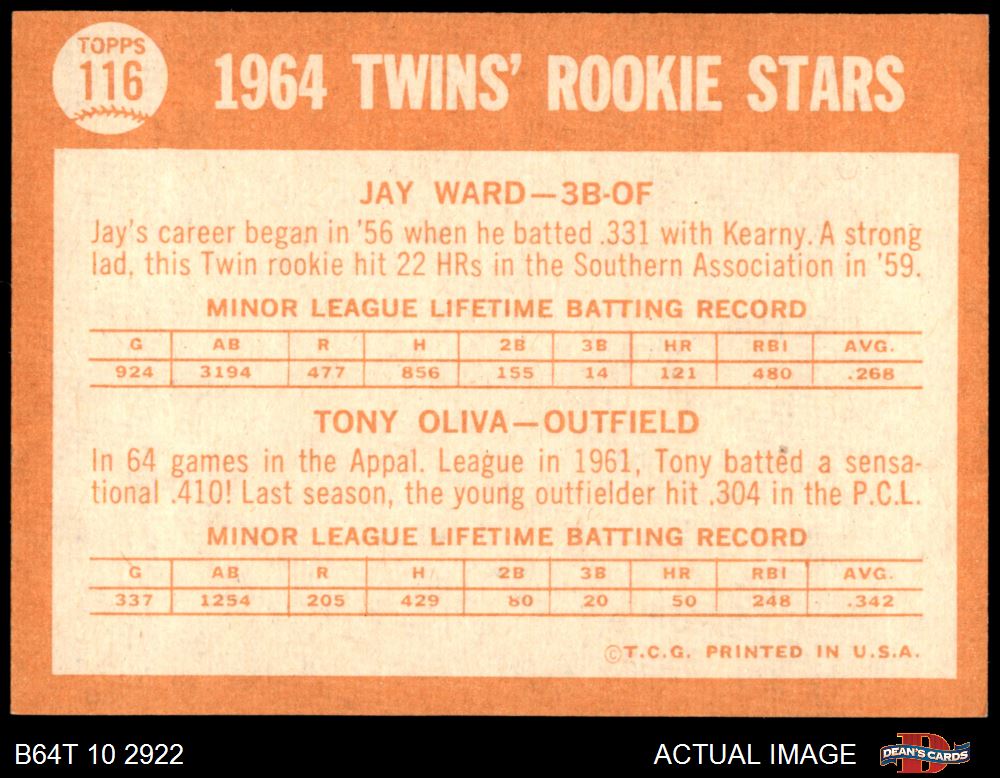 TOPPS
116
1964 TWINS' ROOKIE STARS
JAY WARD—3B-OF
Jay's career began in '56 when he batted .331 with Kearny. A strong
lad, this Twin rookie hit 22 HRs in the Southern Association in '59.
MINOR LEAGUE LIFETIME BATTING RECORD
G AB R H 2B 3B HR RBI AVG.
924 3194 477 856 155 14 121 480 .268
TONY OLIVA—OUTFIELD
In 64 games in the Appal. League in 1961, Tony batted a sensa-
tional .410! Last season, the young outfielder hit .304 in the P.C.L.
MINOR LEAGUE LIFETIME BATTING RECORD
G AB R H 2B 3B HR RBI AVG.
337 1254 205 429 80 20 50 248 .342
©T.C.G. PRINTED IN U.S.A.
B64T 10 2922
ACTUAL IMAGE
DEAN'S CARDS